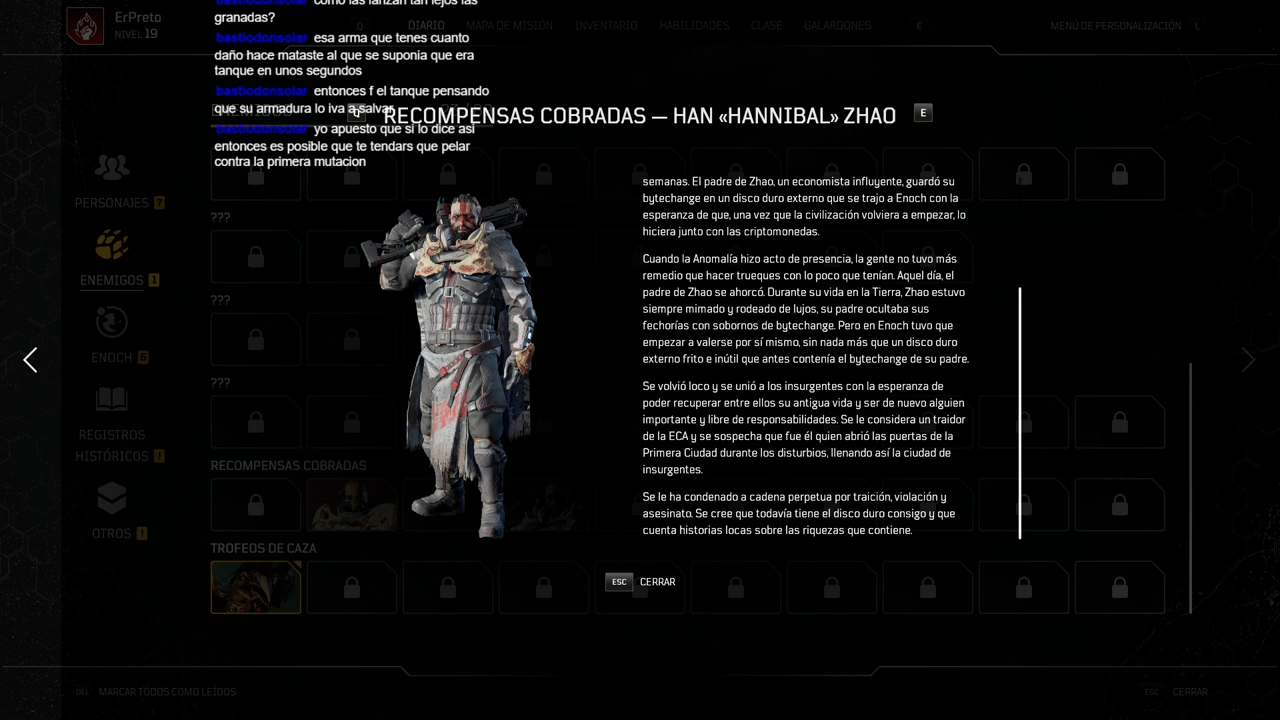 bastiodonsolar como las lanzan tan lejos las
granadas?
bastiodonsolar esa arma que tenes cuanto
daño hace mataste al que se suponia que era
tanque en unos segundos
bastiodonsolar entonces f el tanque pensando
que su armadura lo iva a salvar
bastiodonsolar yo apuesto que si lo dice asi
entonces es posible que te tendars que pelar
contra la primera mutacion
ErPreto
NIVEL 19
Q
DIARIO
MAPA DE MISIÓN
INVENTARIO
HABILIDADES
CLASE
GALARDONES
E
MENÚ DE PERSONALIZACIÓN L
ENEMIGOS
Q
RECOMPENSAS COBRADAS — HAN «HANNIBAL» ZHAO
E
PERSONAJES 7
ENEMIGOS 1
ENOCH 6
REGISTROS
HISTÓRICOS !
OTROS !
???
???
???
RECOMPENSAS COBRADAS
TROFEOS DE CAZA
semanas. El padre de Zhao, un economista influyente, guardó su
bytechange en un disco duro externo que se trajo a Enoch con la
esperanza de que, una vez que la civilización volviera a empezar, lo
hiciera junto con las criptomonedas.
Cuando la Anomalía hizo acto de presencia, la gente no tuvo más
remedio que hacer trueques con lo poco que tenían. Aquel día, el
padre de Zhao se ahorcó. Durante su vida en la Tierra, Zhao estuvo
siempre mimado y rodeado de lujos, su padre ocultaba sus
fechorías con sobornos de bytechange. Pero en Enoch tuvo que
empezar a valerse por sí mismo, sin nada más que un disco duro
externo frito e inútil que antes contenía el bytechange de su padre.
Se volvió loco y se unió a los insurgentes con la esperanza de
poder recuperar entre ellos su antigua vida y ser de nuevo alguien
importante y libre de responsabilidades. Se le considera un traidor
de la ECA y se sospecha que fue él quien abrió las puertas de la
Primera Ciudad durante los disturbios, llenando así la ciudad de
insurgentes.
Se le ha condenado a cadena perpetua por traición, violación y
asesinato. Se cree que todavía tiene el disco duro consigo y que
cuenta historias locas sobre las riquezas que contiene.
ESC CERRAR
DEL MARCAR TODOS COMO LEÍDOS
ESC CERRAR